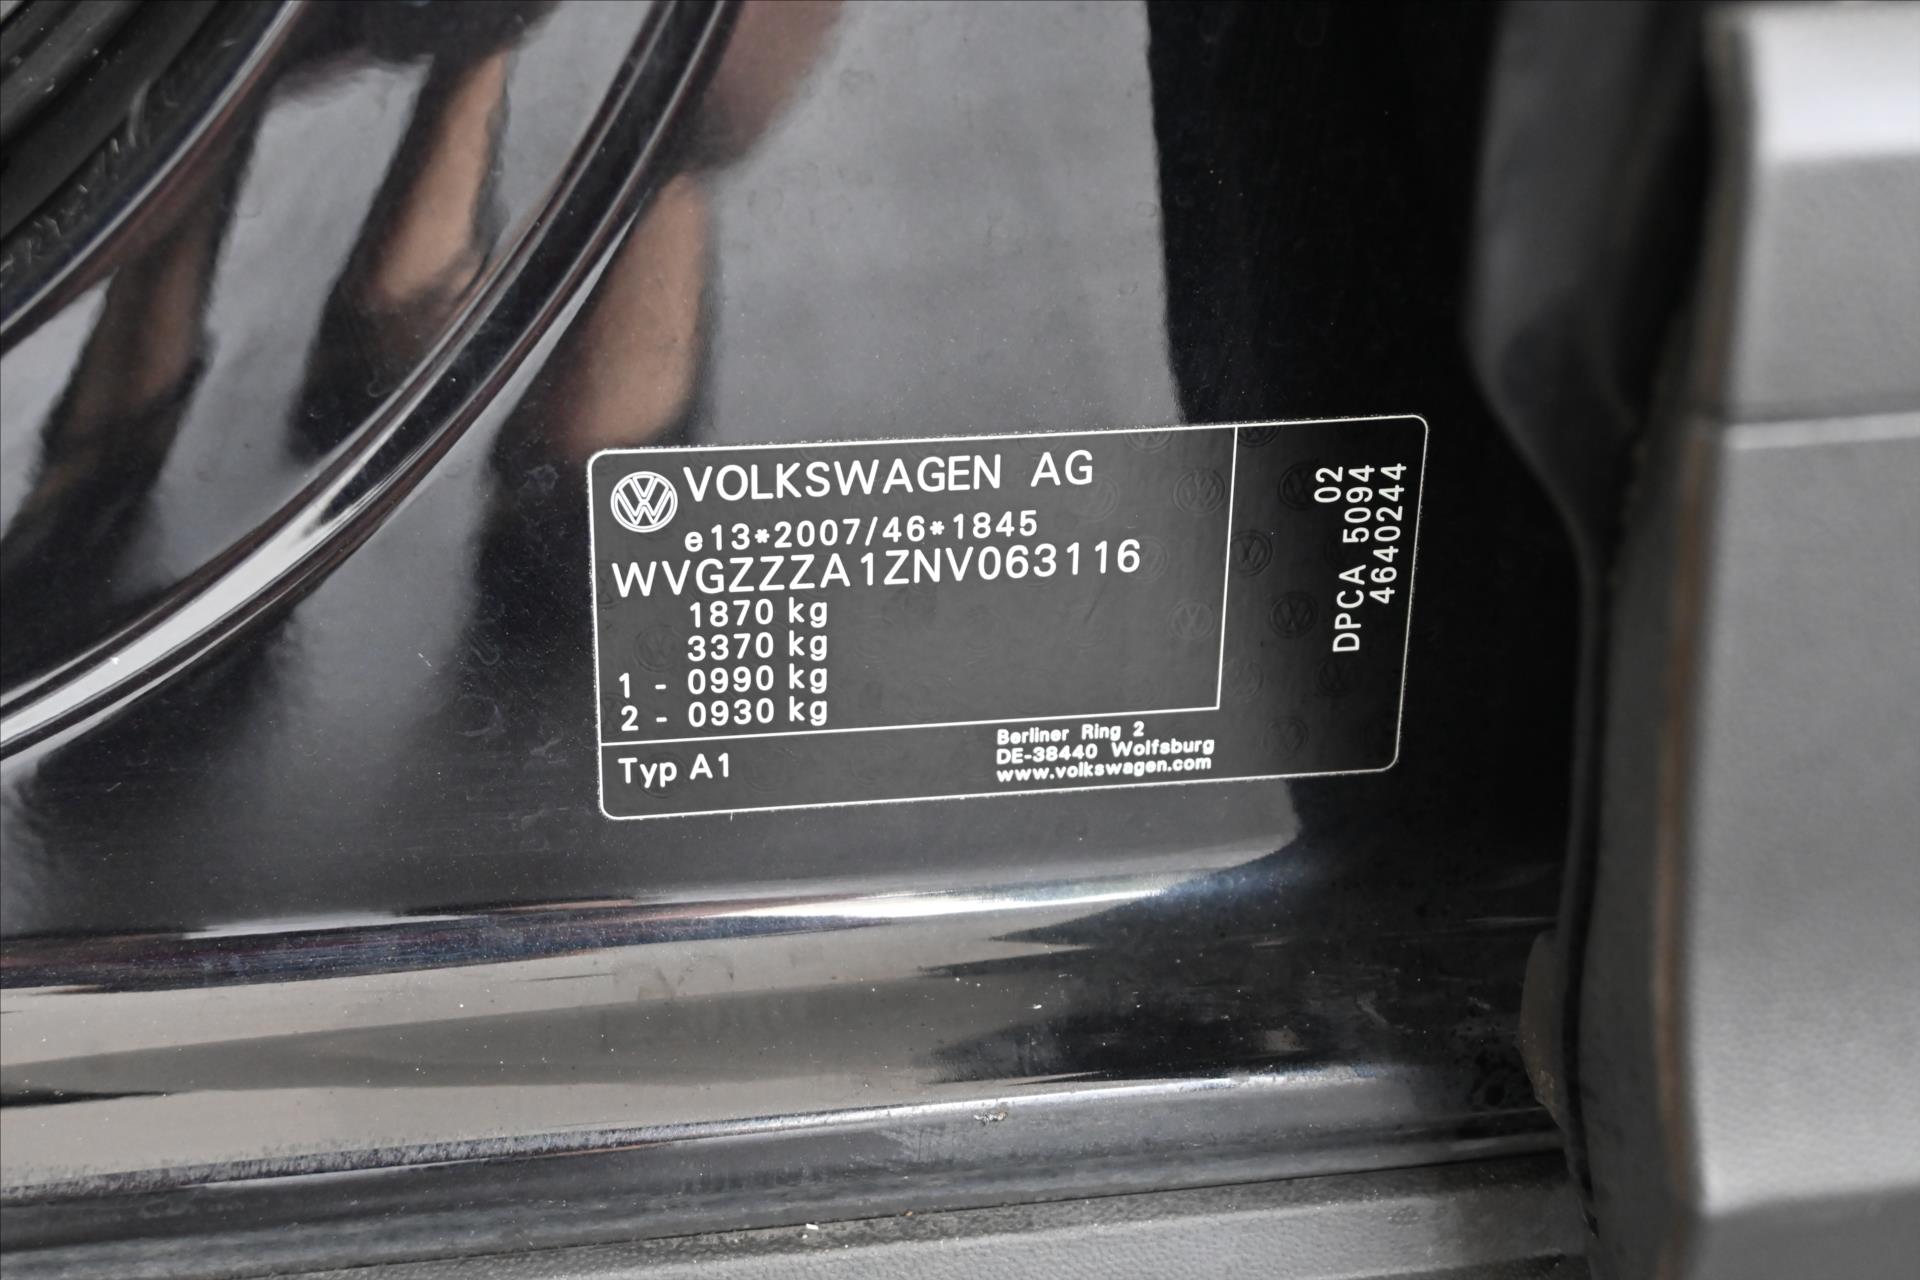 VOLKSWAGEN AG
e13*2007/46*1845
WVGZZZA1ZNV063116
1870 kg
3370 kg
1 - 0990 kg
2 - 0930 kg
Typ A1
Berliner Ring 2
DE-38440 Wolfsburg
www.volkswagen.com
02
DPCA 5094
4640244